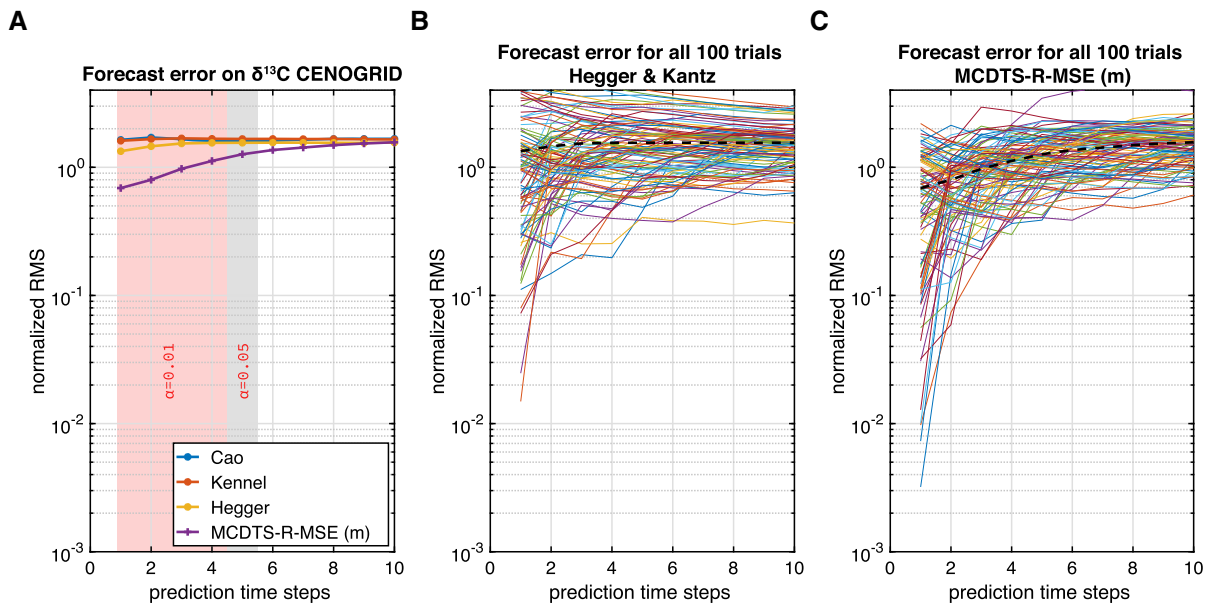 A
Forecast error on δ¹³C CENOGRID
normalized RMS
10⁰
10⁻¹
10⁻²
10⁻³
α=0.01
α=0.05
Cao
Kennel
Hegger
MCDTS-R-MSE (m)
0 2 4 6 8 10
prediction time steps
B
Forecast error for all 100 trials
Hegger & Kantz
normalized RMS
10⁰
10⁻¹
10⁻²
10⁻³
0 2 4 6 8 10
prediction time steps
C
Forecast error for all 100 trials
MCDTS-R-MSE (m)
normalized RMS
10⁰
10⁻¹
10⁻²
10⁻³
0 2 4 6 8 10
prediction time steps